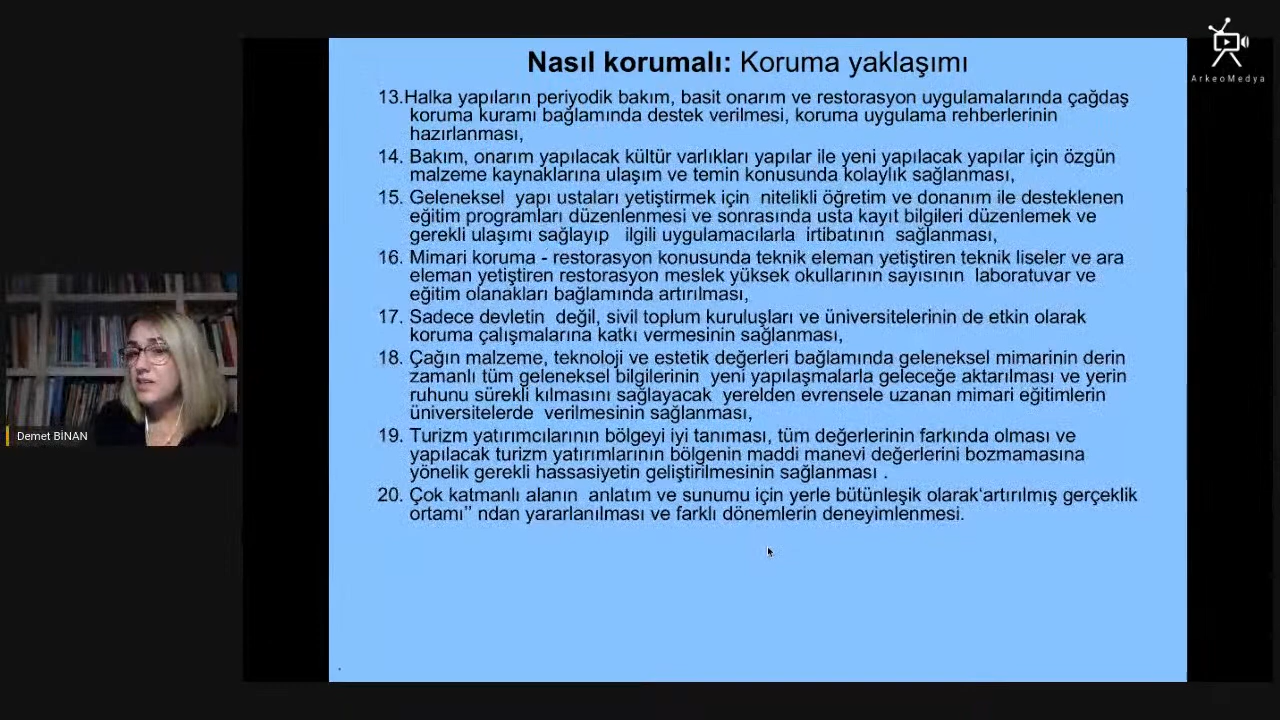 Nasıl korumalı: Koruma yaklaşımı
ArkeoMedya
13.Halka yapıların periyodik bakım, basit onarım ve restorasyon uygulamalarında çağdaş
koruma kuramı bağlamında destek verilmesi, koruma uygulama rehberlerinin
hazırlanması,
14. Bakım, onarım yapılacak kültür varlıkları yapılar ile yeni yapılacak yapılar için özgün
malzeme kaynaklarına ulaşım ve temin konusunda kolaylık sağlanması,
15. Geleneksel yapı ustaları yetiştirmek için nitelikli öğretim ve donanım ile desteklenen
eğitim programları düzenlenmesi ve sonrasında usta kayıt bilgileri düzenlemek ve
gerekli ulaşımı sağlayıp ilgili uygulamacılarla irtibatının sağlanması,
16. Mimari koruma - restorasyon konusunda teknik eleman yetiştiren teknik liseler ve ara
eleman yetiştiren restorasyon meslek yüksek okullarının sayısının laboratuvar ve
eğitim olanakları bağlamında artırılması,
17. Sadece devletin değil, sivil toplum kuruluşları ve üniversitelerinin de etkin olarak
koruma çalışmalarına katkı vermesinin sağlanması,
18. Çağın malzeme, teknoloji ve estetik değerleri bağlamında geleneksel mimarinin derin
zamanlı tüm geleneksel bilgilerinin yeni yapılaşmalarla geleceğe aktarılması ve yerin
ruhunu sürekli kılmasını sağlayacak yerelden evrensele uzanan mimari eğitimlerin
üniversitelerde verilmesinin sağlanması,
19. Turizm yatırımcılarının bölgeyi iyi tanıması, tüm değerlerinin farkında olması ve
yapılacak turizm yatırımlarının bölgenin maddi manevi değerlerini bozmamasına
yönelik gerekli hassasiyetin geliştirilmesinin sağlanması .
20. Çok katmanlı alanın anlatım ve sunumu için yerle bütünleşik olarak‘artırılmış gerçeklik
ortamı’’ ndan yararlanılması ve farklı dönemlerin deneyimlenmesi.
Demet BİNAN